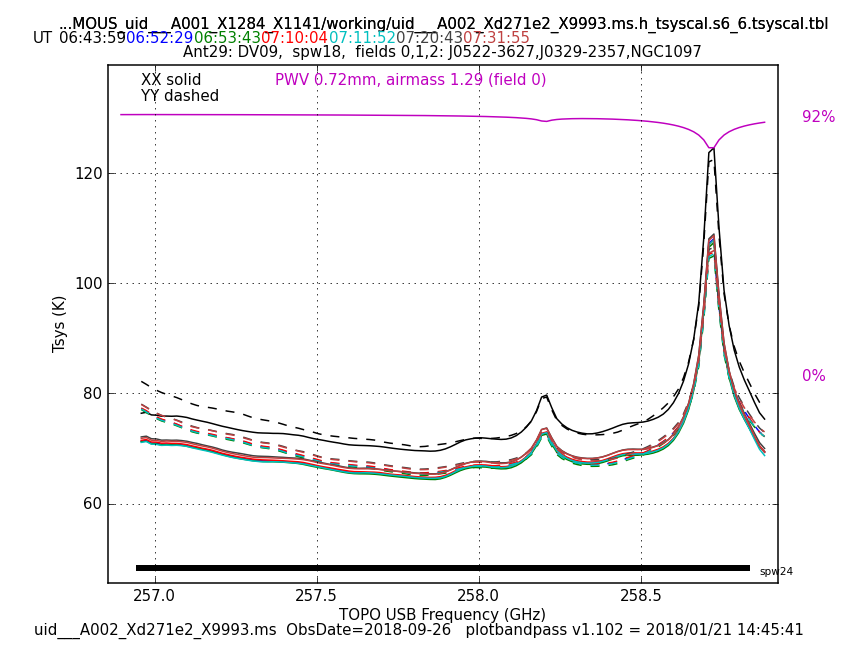 ...MOUS_uid___A001_X1284_X1141/working/uid___A002_Xd271e2_X9993.ms.h_tsyscal.s6_6.tsyscal.tbl
UT 06:43:59 06:52:29 06:53:43 07:10:04 07:11:52 07:20:43 07:31:55
Ant29: DV09, spw18, fields 0,1,2: J0522-3627,J0329-2357,NGC1097
XX solid PWV 0.72mm, airmass 1.29 (field 0)
YY dashed
92%
120
100
Tsys (K)
80
0%
60
spw24
257.0 257.5 258.0 258.5
TOPO USB Frequency (GHz)
uid___A002_Xd271e2_X9993.ms ObsDate=2018-09-26 plotbandpass v1.102 = 2018/01/21 14:45:41